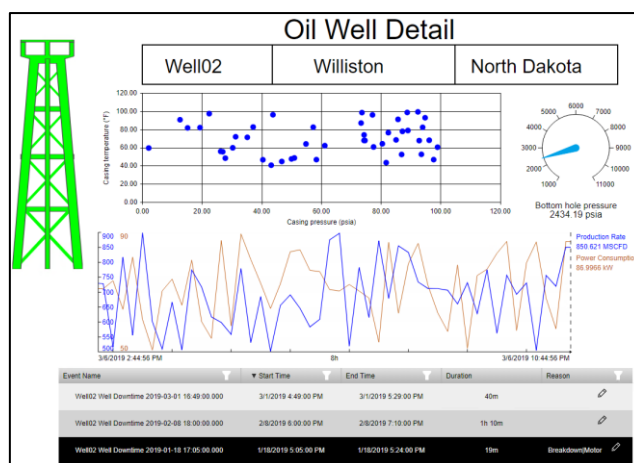 Oil Well Detail
Well02 Williston North Dakota
120.00
100.00
80.00
60.00
40.00
20.00
0.00
Casing temperature (°F)
0.00 20.00 40.00 60.00 80.00 100.00 120.00
Casing pressure (psia)
1000 2000 3000 4000 5000 6000 7000 8000 9000 10000
Bottom hole pressure
2434.19 psia
900 90
850
800
750
700
650
600
550
500 50
Production Rate
850.621 MSCFD
Power Consumptio
86.9966 kW
3/6/2019 2:44:56 PM 8h 3/6/2019 10:44:56 PM
Event Name ▼ Start Time End Time Duration Reason
Well02 Well Downtime 2019-03-01 16:49:00.000 3/1/2019 4:49:00 PM 3/1/2019 5:29:00 PM 40m
Well02 Well Downtime 2019-02-08 18:00:00.000 2/8/2019 6:00:00 PM 2/8/2019 7:10:00 PM 1h 10m
Well02 Well Downtime 2019-01-18 17:05:00.000 1/18/2019 5:05:00 PM 1/18/2019 5:24:00 PM 19m Breakdown|Motor